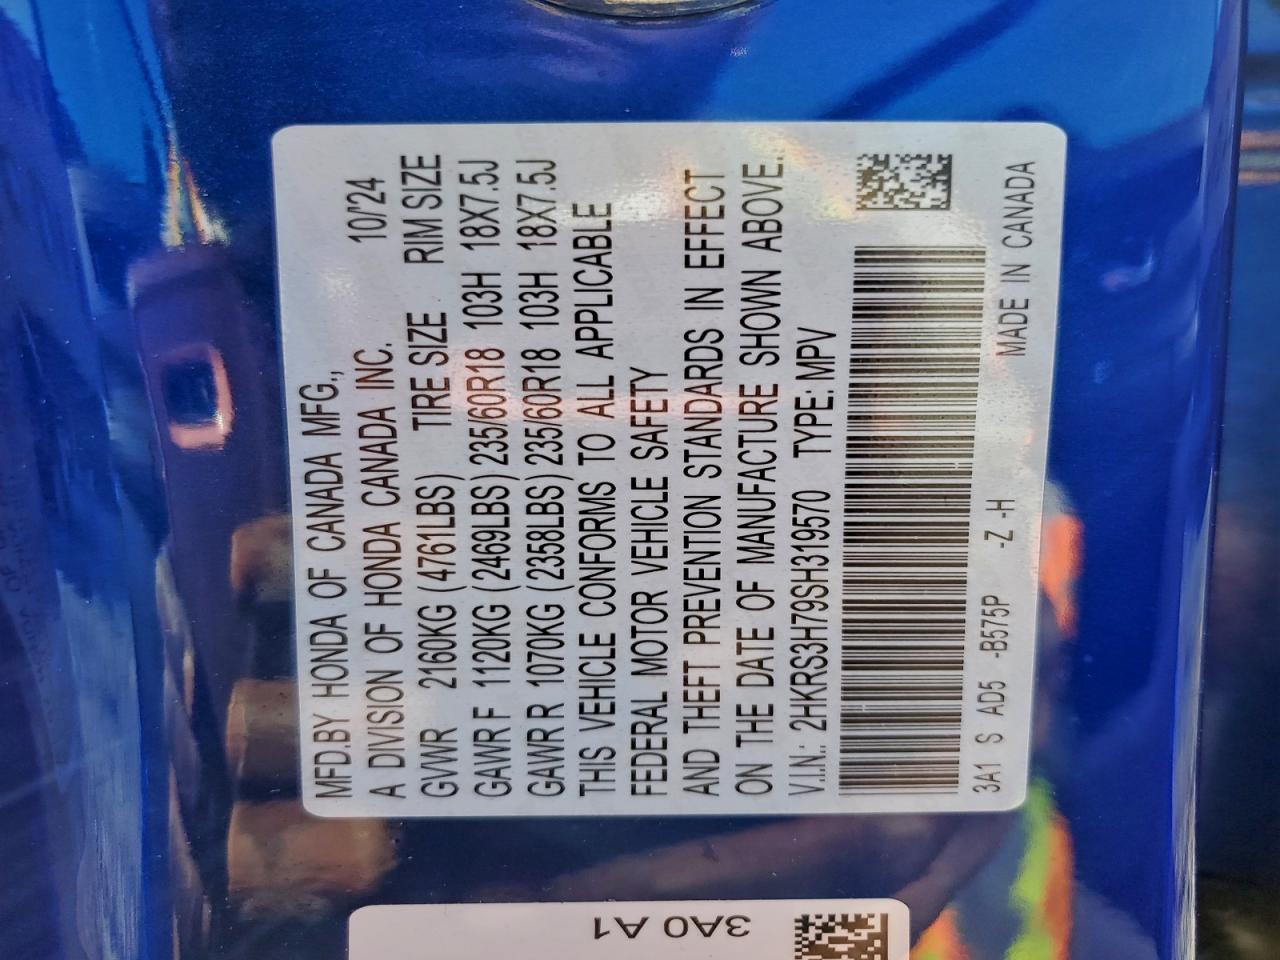 MFD.BY HONDA OF CANADA MFG.,
A DIVISION OF HONDA CANADA INC. 10/24
GVWR 2160KG (4761LBS) TIRE SIZE RIM SIZE
GAWR F 1120KG (2469LBS) 235/60R18 103H 18X7.5J
GAWR R 1070KG (2358LBS) 235/60R18 103H 18X7.5J
THIS VEHICLE CONFORMS TO ALL APPLICABLE
FEDERAL MOTOR VEHICLE SAFETY
AND THEFT PREVENTION STANDARDS IN EFFECT
ON THE DATE OF MANUFACTURE SHOWN ABOVE.
V.I.N.: 2HKRS3H79SH319570 TYPE: MPV
3A1 S AD5 -B575P -Z -H MADE IN CANADA
3A0 A1